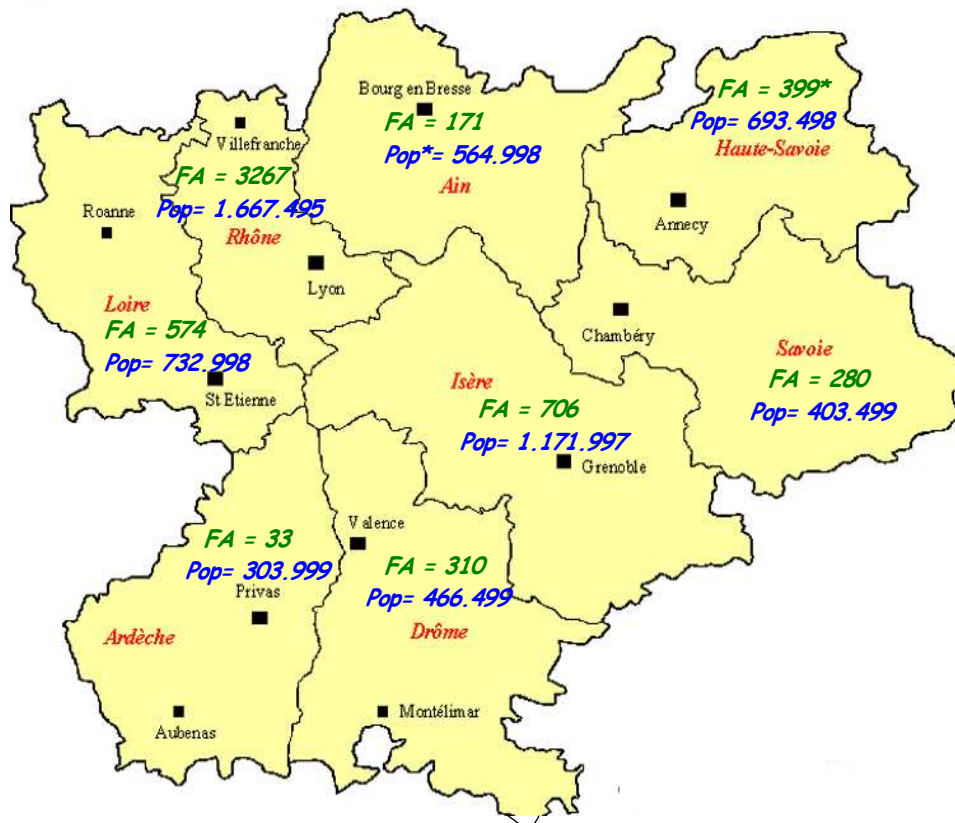 Bourg en Bresse
FA = 171
Pop*= 564.998
Ain
FA = 399*
Pop= 693.498
Haute-Savoie
Annecy
Villefranche
FA = 3267
Pop= 1.667.495
Rhône
Lyon
Roanne
Loire
FA = 574
Pop= 732.998
St Etienne
Chambéry
Savoie
FA = 280
Pop= 403.499
Isère
FA = 706
Pop= 1.171.997
Grenoble
FA = 33
Pop= 303.999
Privas
Ardèche
Aubenas
Valence
FA = 310
Pop= 466.499
Drôme
Montélimar